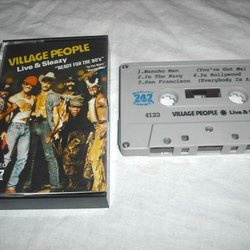 VILLAGE PEOPLE
Live & Sleazy
"READY FOR THE 80's"
747
1.Macho Man (You've Got Me)
2.In The Navy 4.In Hollywood
3.San Francisco (Everybody Is A
4123 VILLAGE PEOPLE Live & S